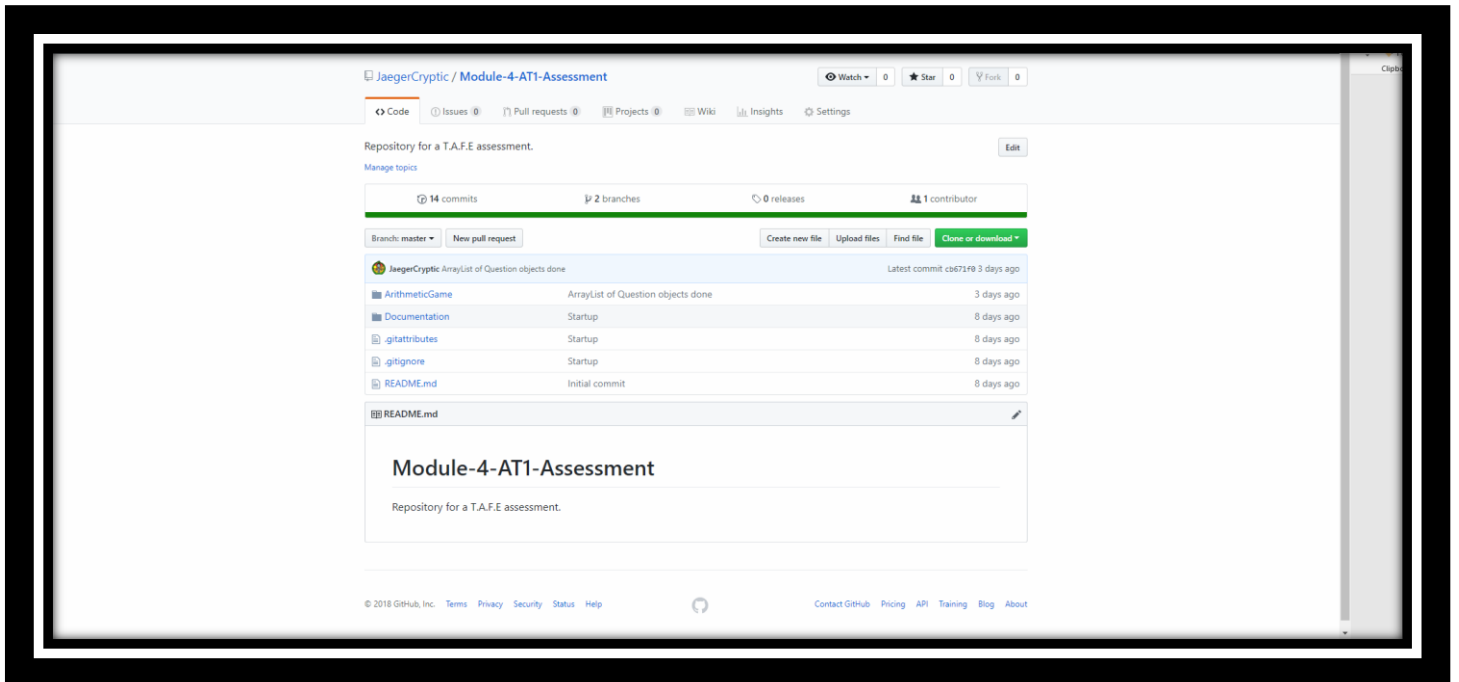 JaegerCryptic / Module-4-AT1-Assessment Watch 0 Star 0 Fork 0
Code Issues 0 Pull requests 0 Projects 0 Wiki Insights Settings
Repository for a T.A.F.E assessment. Edit
Manage topics
14 commits 2 branches 0 releases 1 contributor
Branch: master New pull request Create new file Upload files Find file Clone or download
JaegerCryptic ArrayList of Question objects done Latest commit cb671f0 3 days ago
ArithmeticGame ArrayList of Question objects done 3 days ago
Documentation Startup 8 days ago
.gitattributes Startup 8 days ago
.gitignore Startup 8 days ago
README.md Initial commit 8 days ago
README.md
Module-4-AT1-Assessment
Repository for a T.A.F.E assessment.
© 2018 GitHub, Inc. Terms Privacy Security Status Help Contact GitHub Pricing API Training Blog About